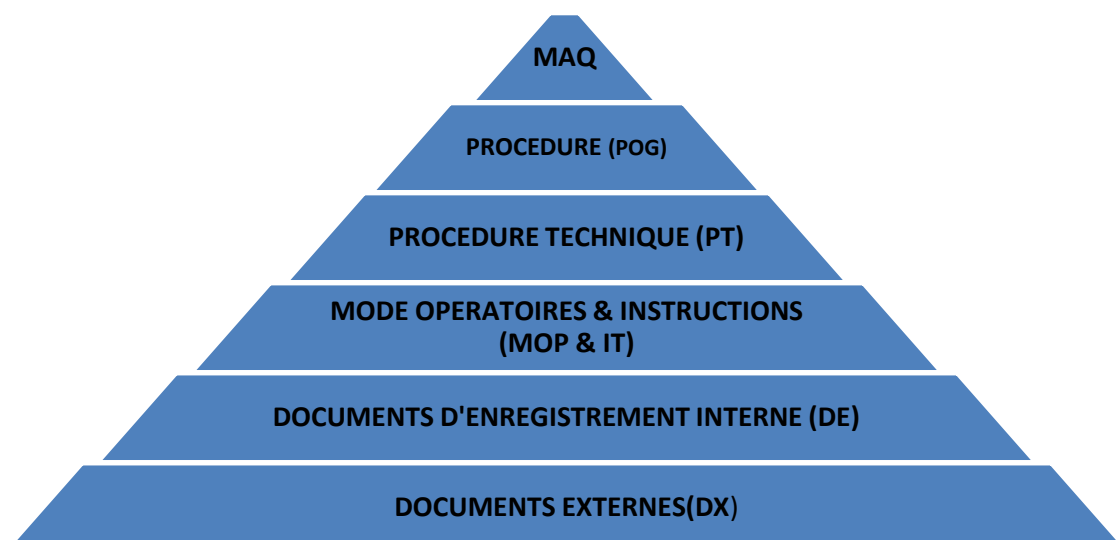 MAQ
PROCEDURE (POG)
PROCEDURE TECHNIQUE (PT)
MODE OPERATOIRES & INSTRUCTIONS
(MOP & IT)
DOCUMENTS D'ENREGISTREMENT INTERNE (DE)
DOCUMENTS EXTERNES(DX)